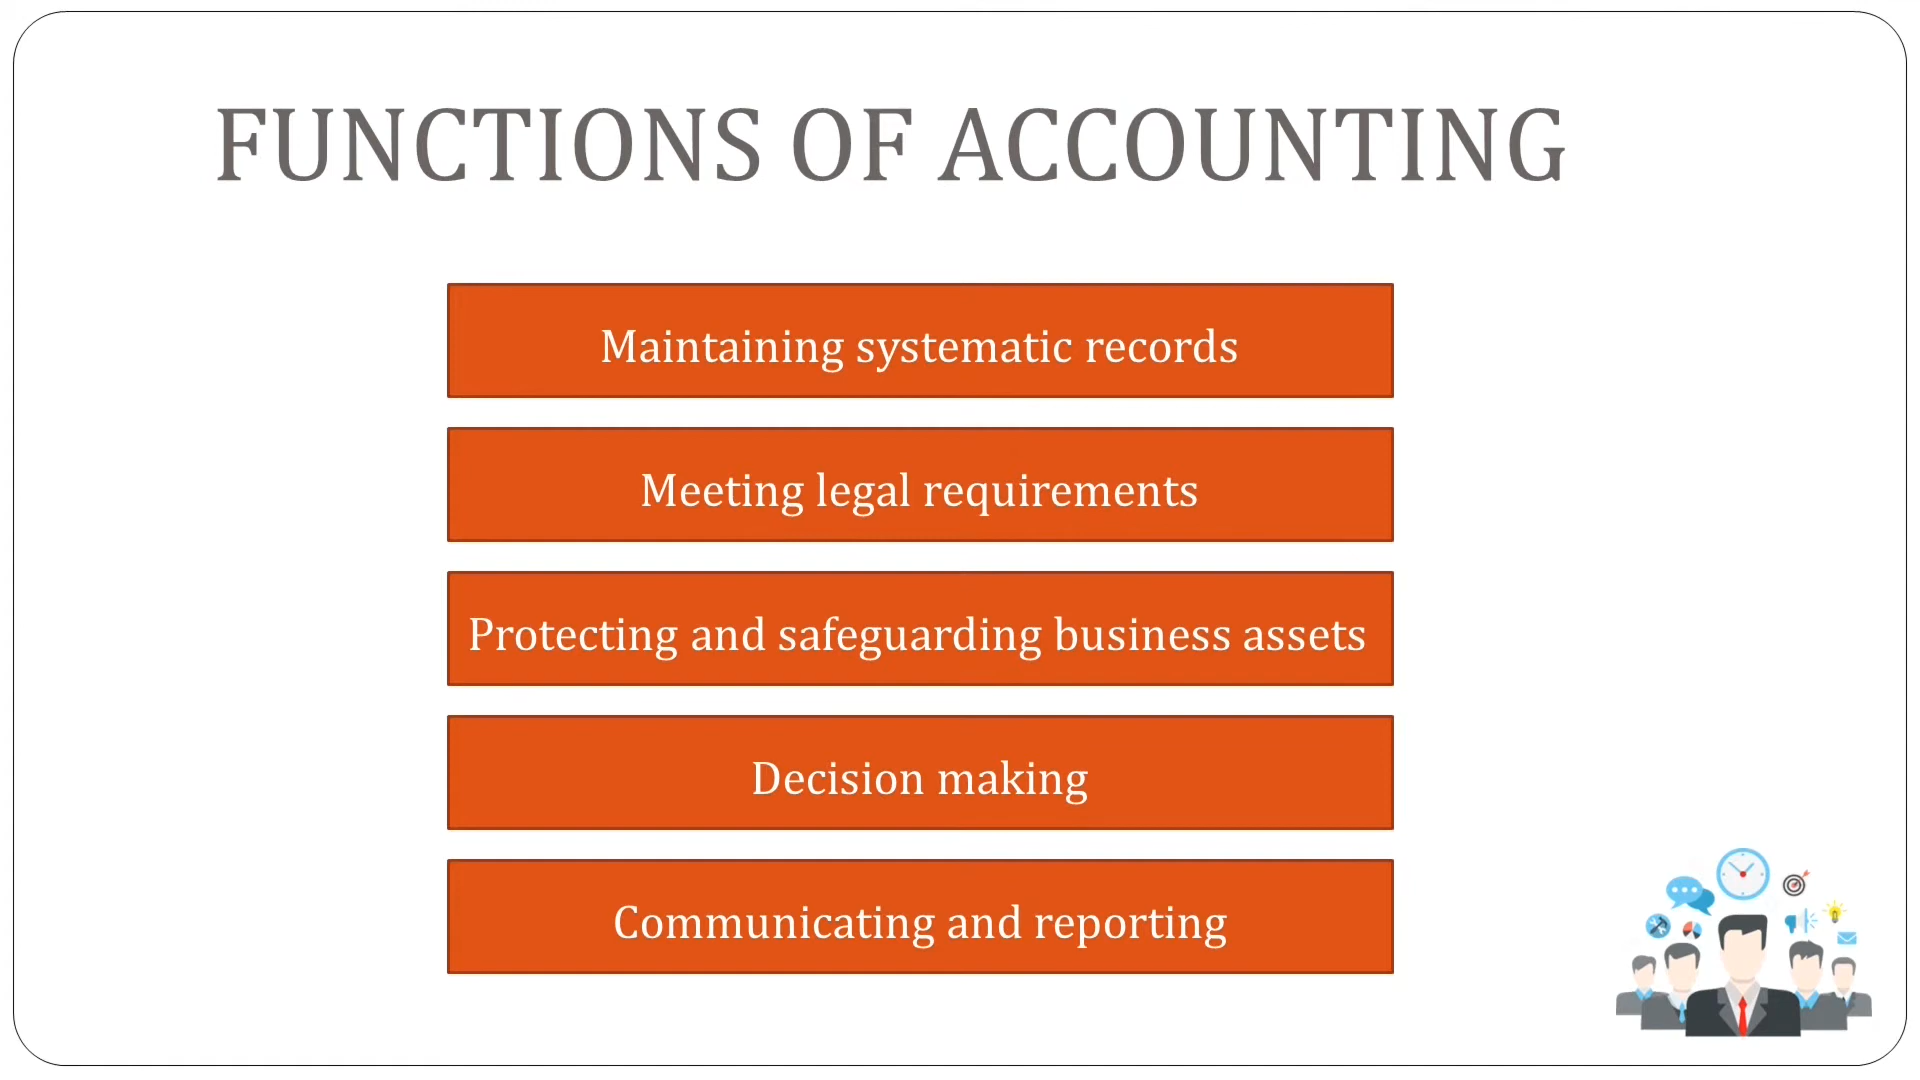 FUNCTIONS OF ACCOUNTING
Maintaining systematic records
Meeting legal requirements
Protecting and safeguarding business assets
Decision making
Communicating and reporting